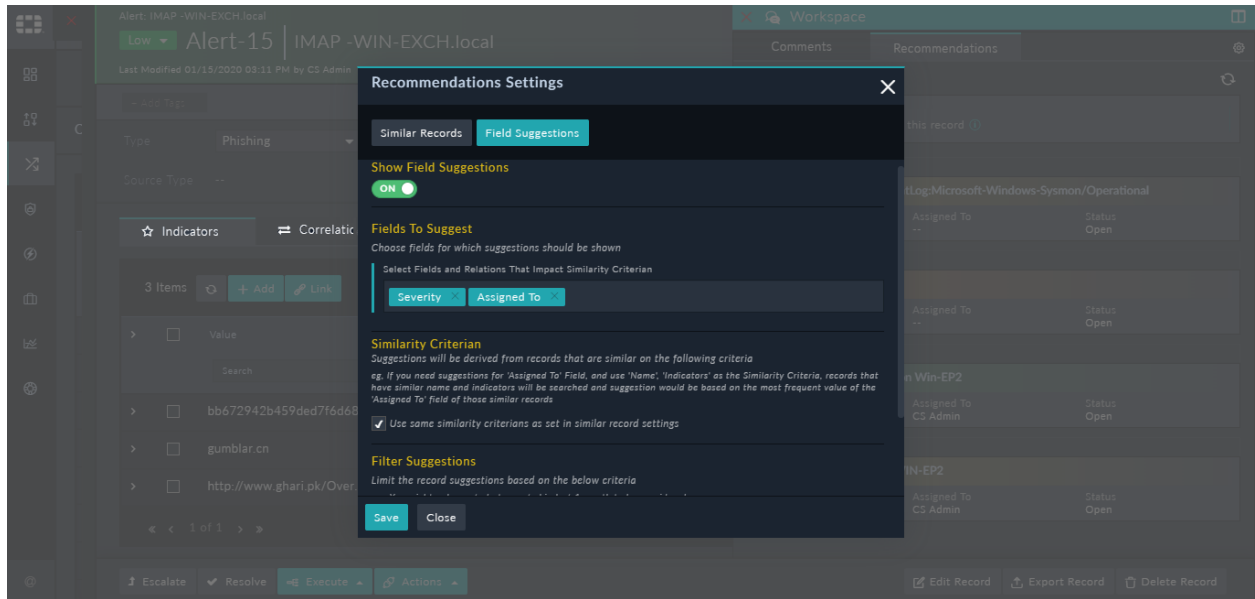 Alert: IMAP -WIN-EXCH.local
Low Alert-15 IMAP -WIN-EXCH.local
Last Modified 01/15/2020 03:11 PM by CS Admin
Workspace
Comments Recommendations
+ Add Tag
Type Phishing
Source Type --
Indicators Correlatic
3 Items + Add Link
Value
Search
bb672942b459ded7f6d68
gumblar.cn
http://www.ghari.pk/Over.
1 of 1
Recommendations Settings
Similar Records Field Suggestions
Show Field Suggestions
ON
Fields To Suggest
Choose fields for which suggestions should be shown
Select Fields and Relations That Impact Similarity Criterian
Severity Assigned To
Similarity Criterian
Suggestions will be derived from records that are similar on the following criteria
eg. If you need suggestions for 'Assigned To' Field, and use 'Name', 'Indicators' as the Similarity Criteria, records that
have similar name and indicators will be searched and suggestion would be based on the most frequent value of the
'Assigned To' field of those similar records
Use same similarity criterians as set in similar record settings
Filter Suggestions
Limit the record suggestions based on the below criteria
Save Close
this record
tLog:Microsoft-Windows-Sysmon/Operational
Assigned To Status
-- Open
Assigned To Status
-- Open
n Win-EP2
Assigned To Status
CS Admin Open
WIN-EP2
Assigned To Status
CS Admin Open
Escalate Resolve Execute Actions Edit Record Export Record Delete Record